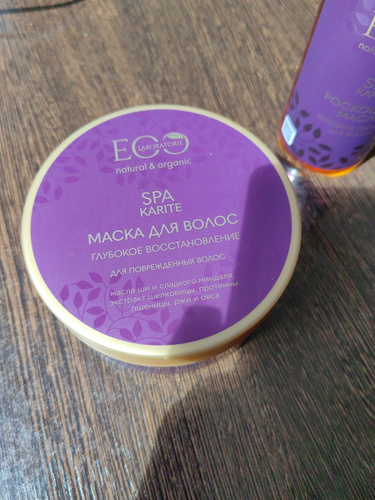 ECO
LABORATORIE
natural & organic
SPA
KARITE
МАСКА ДЛЯ ВОЛОС
ГЛУБОКОЕ ВОССТАНОВЛЕНИЕ
ДЛЯ ПОВРЕЖДЕННЫХ ВОЛОС
масла ши и сладкого миндаля,
экстракт шелковицы, протеины
пшеницы, ржи и овса
natural